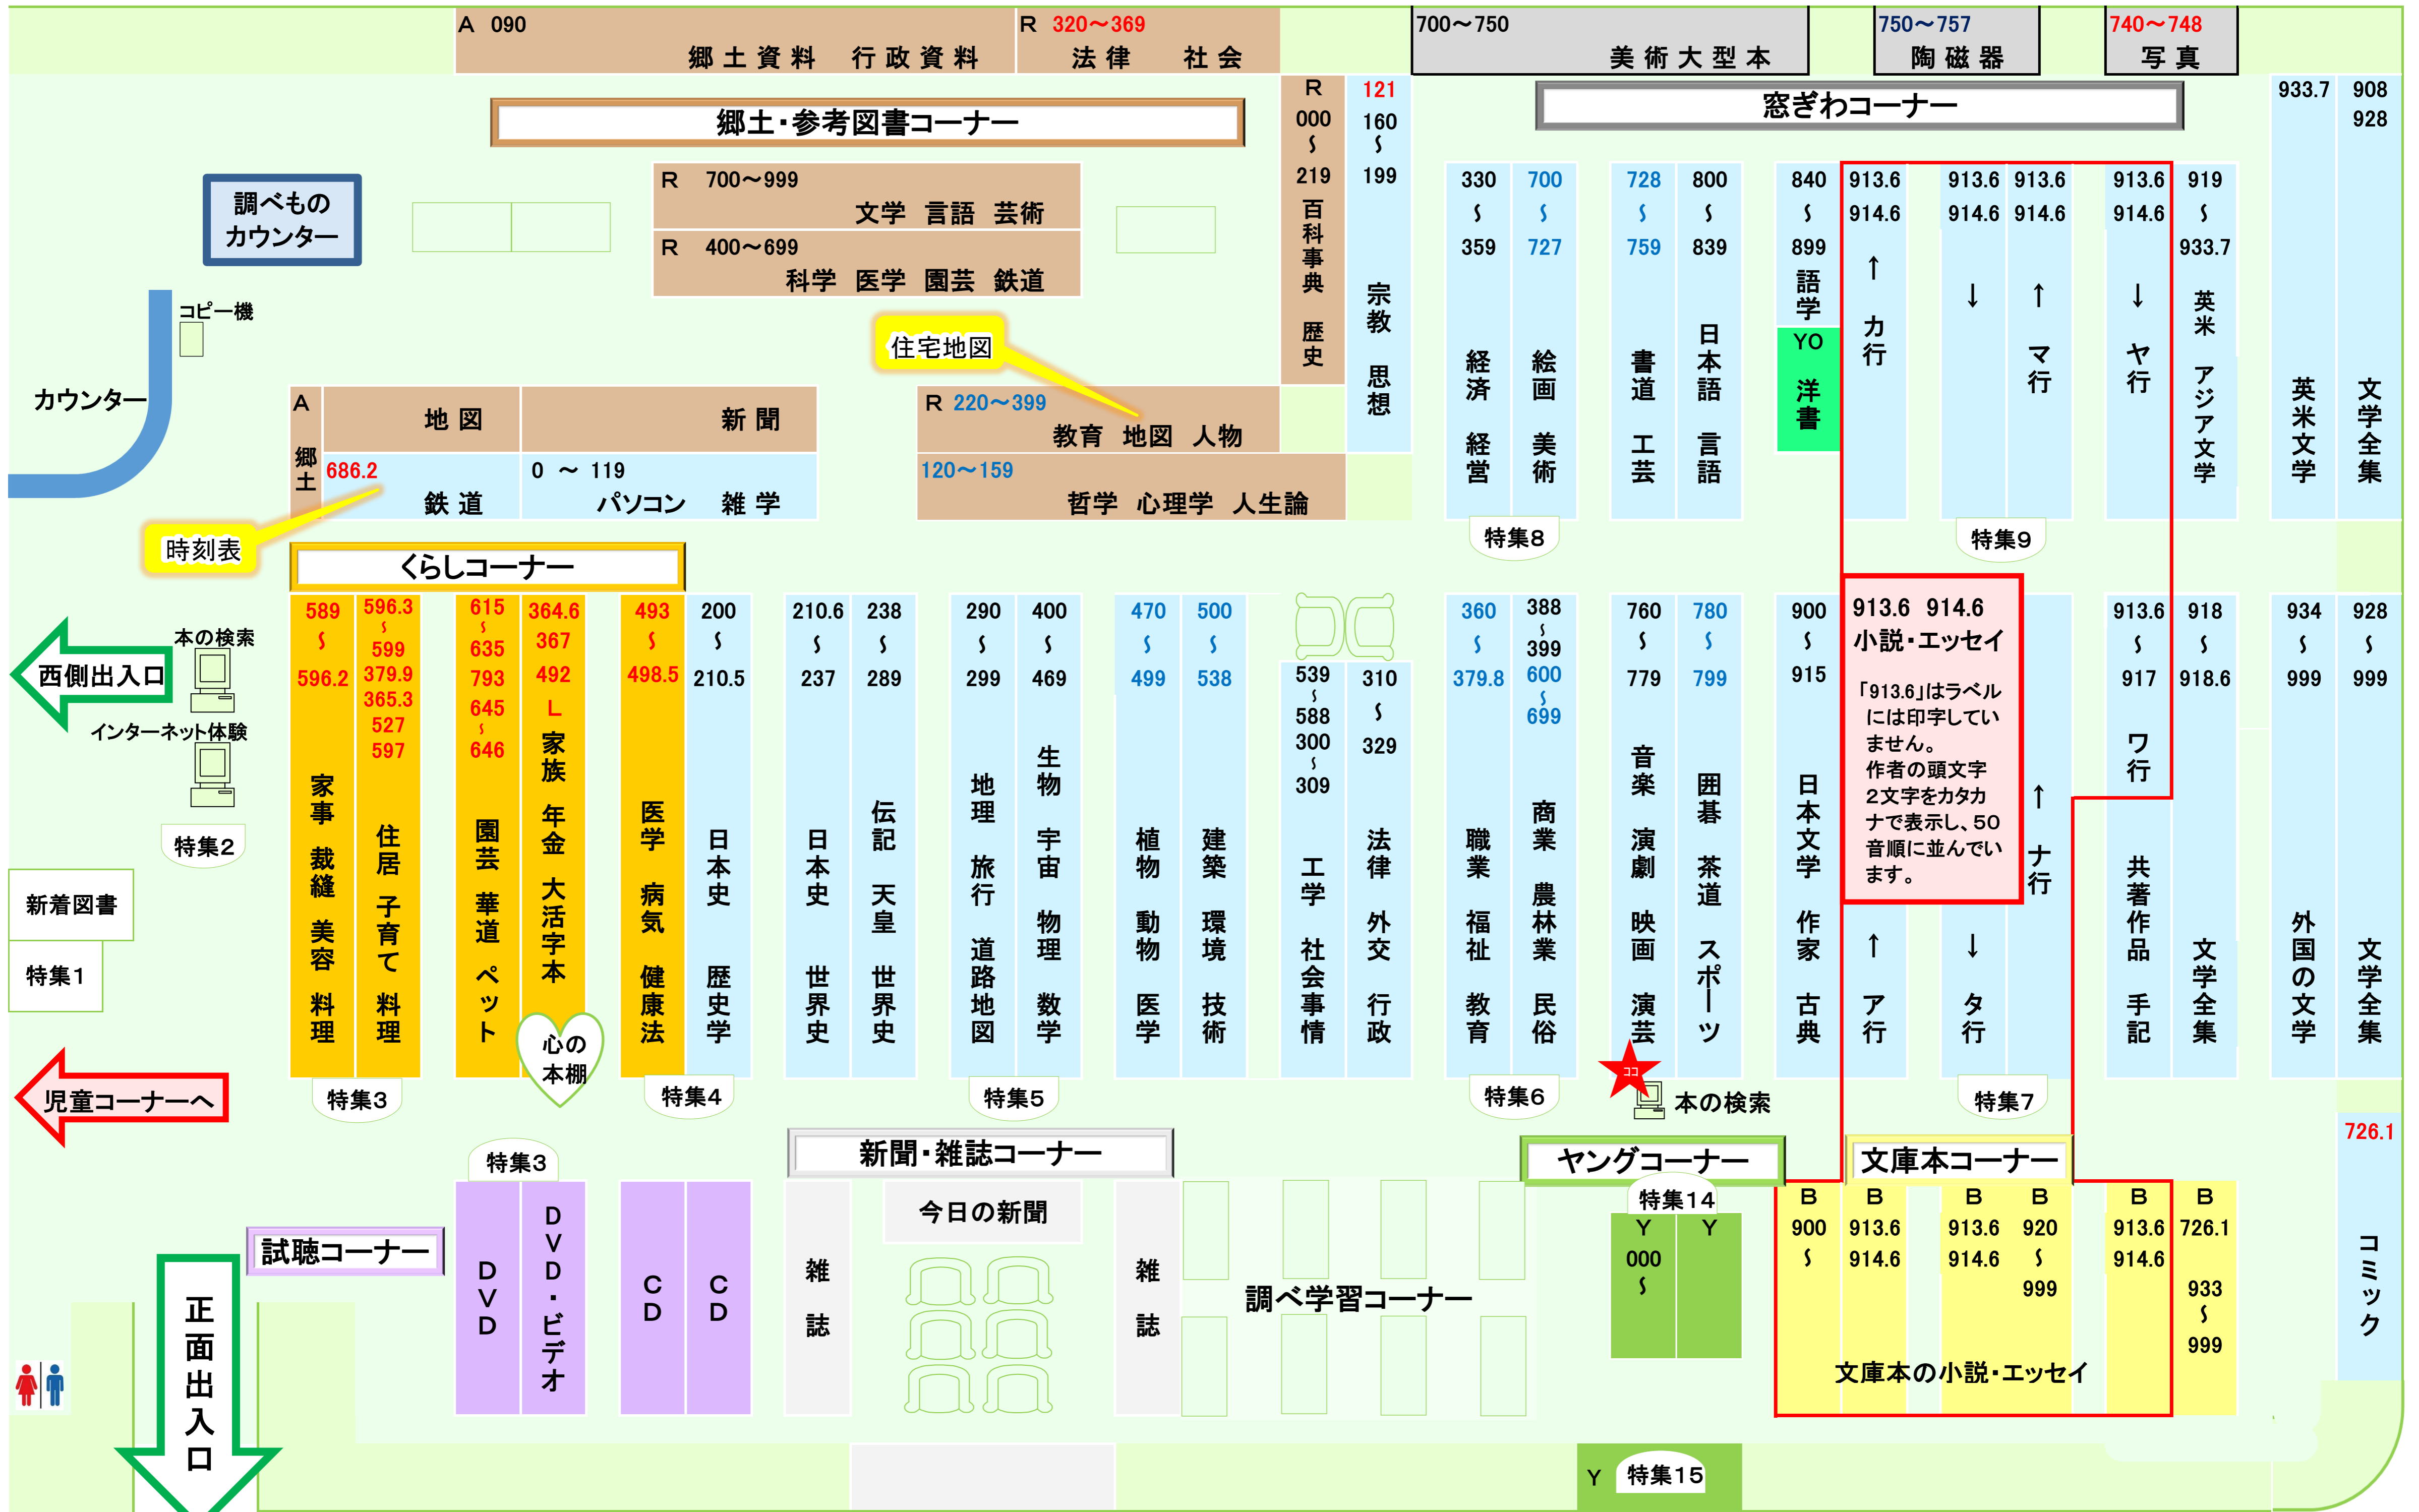 A 090
郷土資料 行政資料
R 320～369
法律 社会
700～750
美術大型本
750～757
陶磁器
740～748
写真
郷土・参考図書コーナー
窓ぎわコーナー
R
000
～
219
百科事典 歴史
121
160
～
199
宗教 思想
933.7
英米文学
908
928
文学全集
調べもの
カウンター
R 700～999
文学 言語 芸術
R 400～699
科学 医学 園芸 鉄道
330
～
359
経済 経営
700
～
727
絵画 美術
728
～
759
書道 工芸
800
～
839
日本語 言語
840
～
899
語学
YO
洋書
913.6
914.6
↑
カ行
913.6
914.6
↓
913.6
914.6
↑
マ行
913.6
914.6
↓
ヤ行
919
～
933.7
英米 アジア文学
コピー機
カウンター
住宅地図
A
郷土
地図
新聞
686.2
鉄道
0 ～ 119
パソコン 雑学
R 220～399
教育 地図 人物
120～159
哲学 心理学 人生論
時刻表
特集8
特集9
くらしコーナー
西側出入口
本の検索
インターネット体験
特集2
新着図書
特集1
児童コーナーへ
589
～
596.2
家事 裁縫 美容 料理
596.3
～
599
379.9
365.3
527
597
住居 子育て 料理
615
～
635
793
645
～
646
園芸 華道 ペット
364.6
367
492
L
家族 年金 大活字本
心の
本棚
493
～
498.5
医学 病気 健康法
200
～
210.5
日本史 歴史学
210.6
～
237
日本史 世界史
238
～
289
伝記 天皇 世界史
290
～
299
地理 旅行 道路地図
400
～
469
生物 宇宙 物理 数学
470
～
499
植物 動物 医学
500
～
538
建築 環境 技術
539
～
588
300
～
309
工学 社会事情
310
～
329
法律 外交 行政
360
～
379.8
職業 福祉 教育
388
～
399
600
～
699
商業 農林業 民俗
760
～
779
音楽 演劇 映画 演芸
780
～
799
囲碁 茶道 スポーツ
900
～
915
日本文学 作家 古典
913.6 914.6
小説・エッセイ
「913.6」はラベル
には印字してい
ません。
作者の頭文字
2文字をカタカ
ナで表示し、50
音順に並んでい
ます。
↑
ア行
↓
タ行
↑
ナ行
913.6
～
917
ワ行
共著作品 手記
918
～
918.6
文学全集
934
～
999
外国の文学
928
～
999
文学全集
特集3
特集4
特集5
特集6
ココ
本の検索
特集7
726.1
コミック
特集3
新聞・雑誌コーナー
ヤングコーナー
文庫本コーナー
試聴コーナー
DVD
DVD・ビデオ
CD
CD
雑誌
今日の新聞
雑誌
調べ学習コーナー
特集14
Y
000
～
Y
B
900
～
B
913.6
914.6
B
913.6
914.6
B
920
～
999
B
913.6
914.6
B
726.1
933
～
999
文庫本の小説・エッセイ
正面出入口
Y 特集15